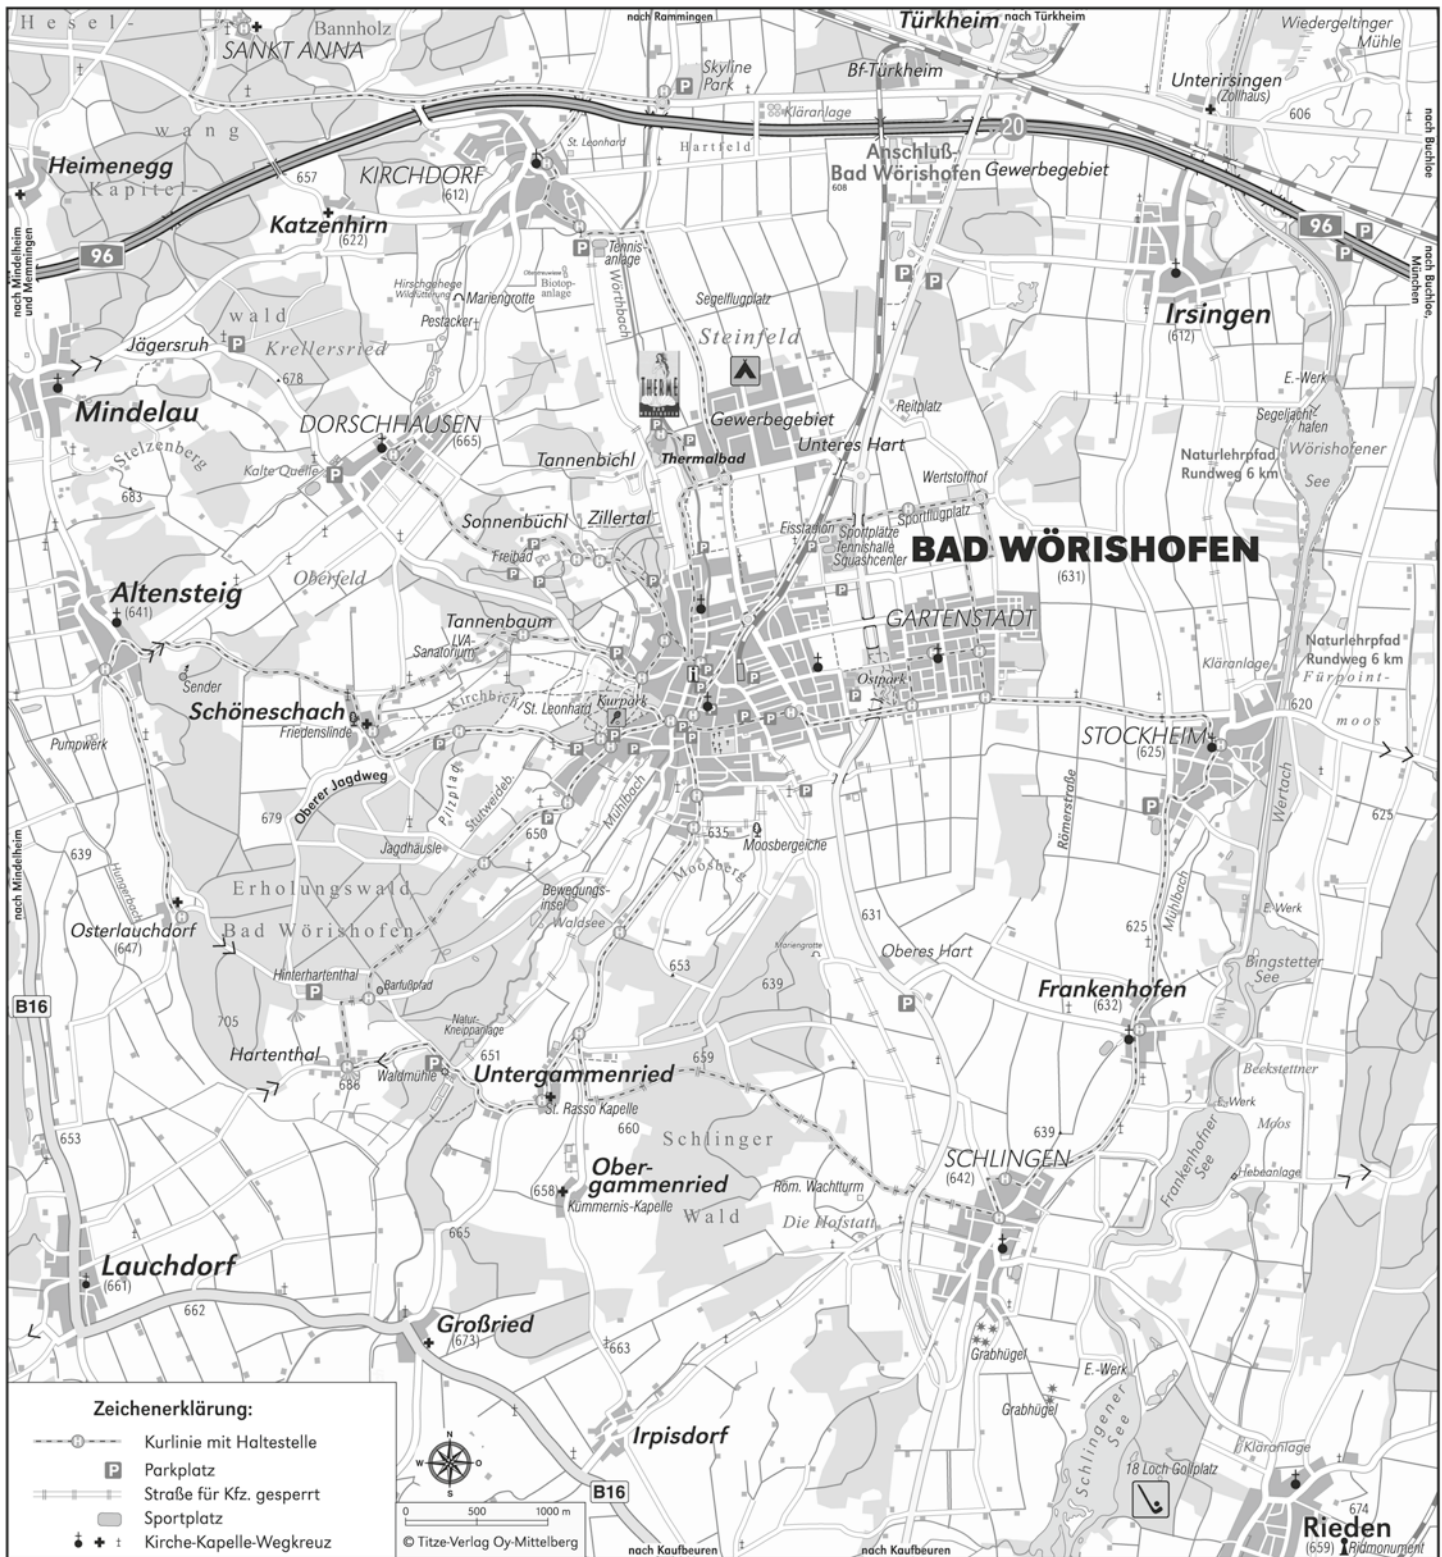 nach Rammingen
Türkheim
nach Türkheim
Hesel-
Bannholz
SANKT ANNA
Wiedergeltinger
Mühle
Bf-Türkheim
Skyline
Park
Unterirsingen
(Zollhaus)
606
nach Buchloe
Kläranlage
20
wang
Hartfeld
St. Leonhard
Anschluß-
Bad Wörishofen
608
Gewerbegebiet
Heimenegg
Kapitel-
657
KIRCHDORF
(612)
Katzenhirn
(622)
96
96
nach Mindelheim
und Memmingen
nach Buchloe,
München
Tennis-
anlage
Biotop-
anlage
Wörthbach
Hirschgehege
Wildfütterung
Mariengrotte
Pestacker
Segelflugplatz
Irsingen
(612)
wald
Steinfeld
Jägersruh
Krellersried
678
THERME
BAD WÖRISHOFEN
E.-Werk
Mindelau
DORSCHHAUSEN
(665)
Gewerbegebiet
Reitplatz
Segeljacht-
hafen
Wörishofener
See
Stelzenberg
Kalte Quelle
683
Tannenbichl
Thermalbad
Unteres Hart
Wertstoffhof
Naturlehrpfad
Rundweg 6 km
Sonnenbüchl
Zillertal
Sportflugplatz
Eisstadion
Sportplätze
Tennishalle
Squashcenter
BAD WÖRISHOFEN
(631)
Freibad
Oberfeld
Altensteig
(641)
Tannenbaum
GARTENSTADT
LVA-
Sanatorium
Naturlehrpfad
Rundweg 6 km
Kläranlage
Fürpoint-
moos
Sender
Kirchbichl
St. Leonhard
Kurpark
Ostpark
Schöneschach
Friedenslinde
620
Pumpwerk
STOCKHEIM
(625)
Oberer Jagdweg
Pilzpfad
Stutweideb.
Mühlbach
Römerstraße
Wertach
679
650
635
Moosbergeiche
625
nach Mindelheim
639
Jagdhäusle
Moosberg
Hungerbach
Erholungswald
Bad Wörishofen
Bewegungs-
insel
Waldsee
Mühlbach
631
E.-Werk
Osterlauchdorf
(647)
625
Mariengrotte
Oberes Hart
Bingstetter
See
Hinterhartenthal
Barfußpfad
653
639
B16
Frankenhofen
(632)
705
Natur-
Kneippanlage
Hartenthal
651
659
Waldmühle
Untergammenried
Beckstettner
Moos
686
St. Rasso Kapelle
E.-Werk
653
660
Schlinger
Wald
639
Frankenhofner
See
Ober-
gammenried
(658)
Kümmernis-Kapelle
SCHLINGEN
(642)
Hebeanlage
Röm. Wachtturm
Die Hofstatt
665
Lauchdorf
(661)
662
Großried
(673)
663
Grabhügel
E.-Werk
Grabhügel
Schlingener
See
Irpisdorf
Kläranlage
18 Loch Golfplatz
B16
674
Rieden
(659)
Ridmonument
nach Kaufbeuren
nach Kaufbeuren
Zeichenerklärung:
H Kurlinie mit Haltestelle
P Parkplatz
Straße für Kfz. gesperrt
Sportplatz
Kirche-Kapelle-Wegkreuz
N
W O
S
0 500 1000 m
© Titze-Verlag Oy-Mittelberg